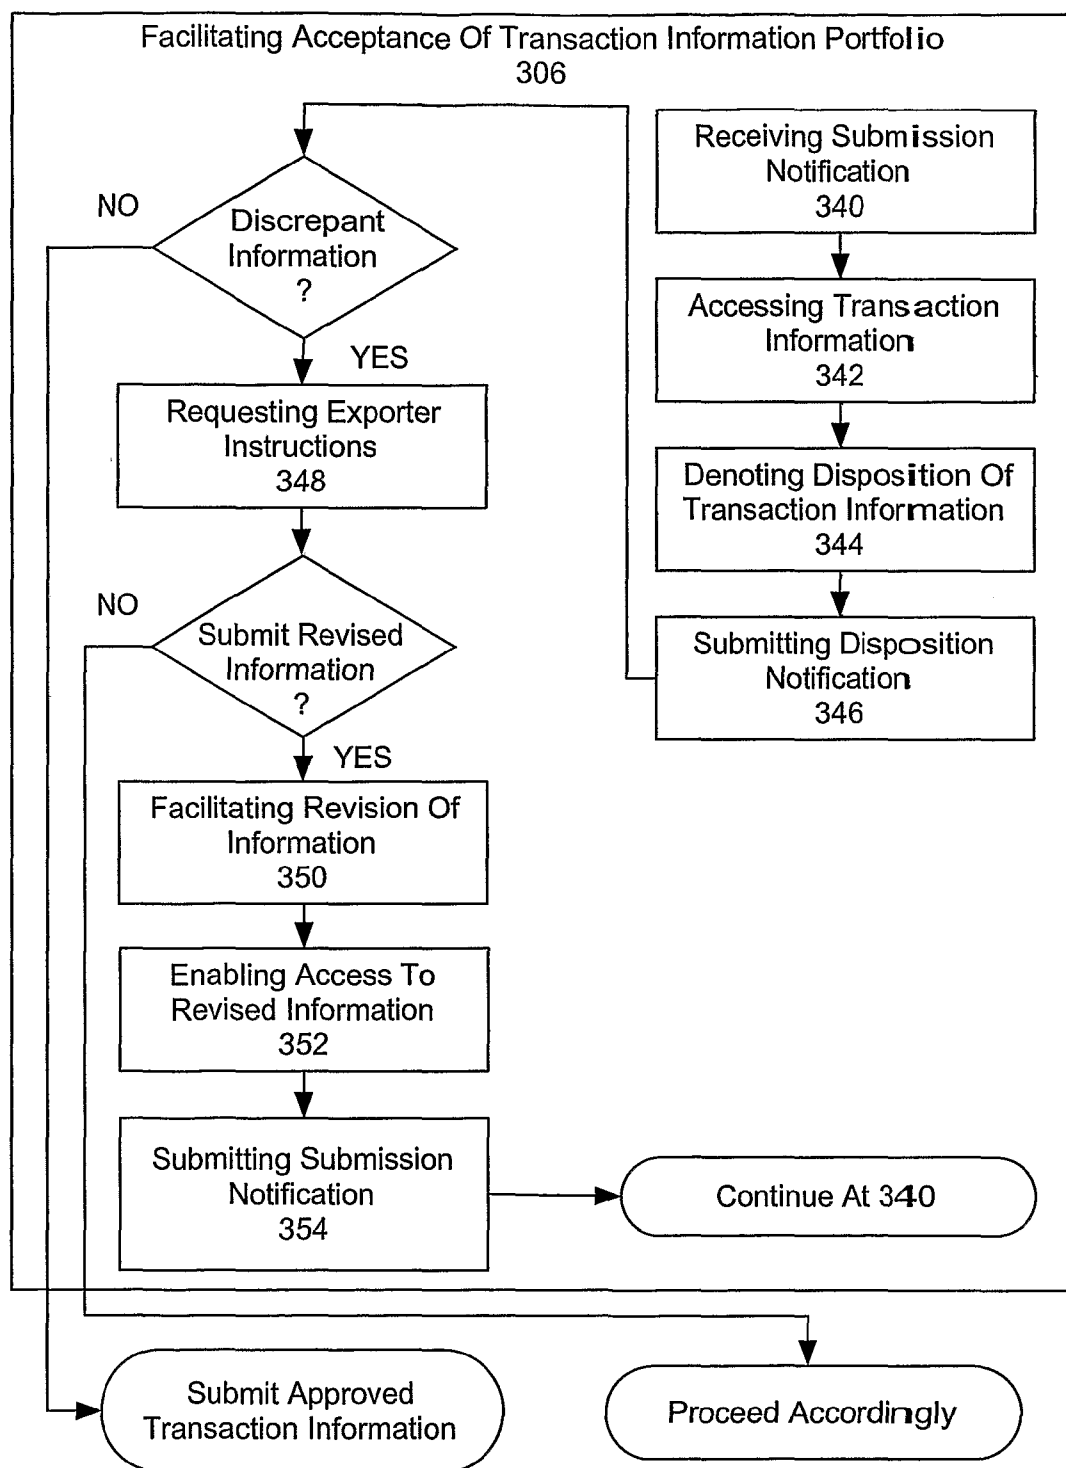 Facilitating Acceptance Of Transaction Information Portfolio
306
Receiving Submission
Notification
340
Accessing Transaction
Information
342
Denoting Disposition Of
Transaction Information
344
Submitting Disposition
Notification
346
NO
Discrepant
Information
?
YES
Requesting Exporter
Instructions
348
NO
Submit Revised
Information
?
YES
Facilitating Revision Of
Information
350
Enabling Access To
Revised Information
352
Submitting Submission
Notification
354
Continue At 340
Submit Approved
Transaction Information
Proceed Accordingly